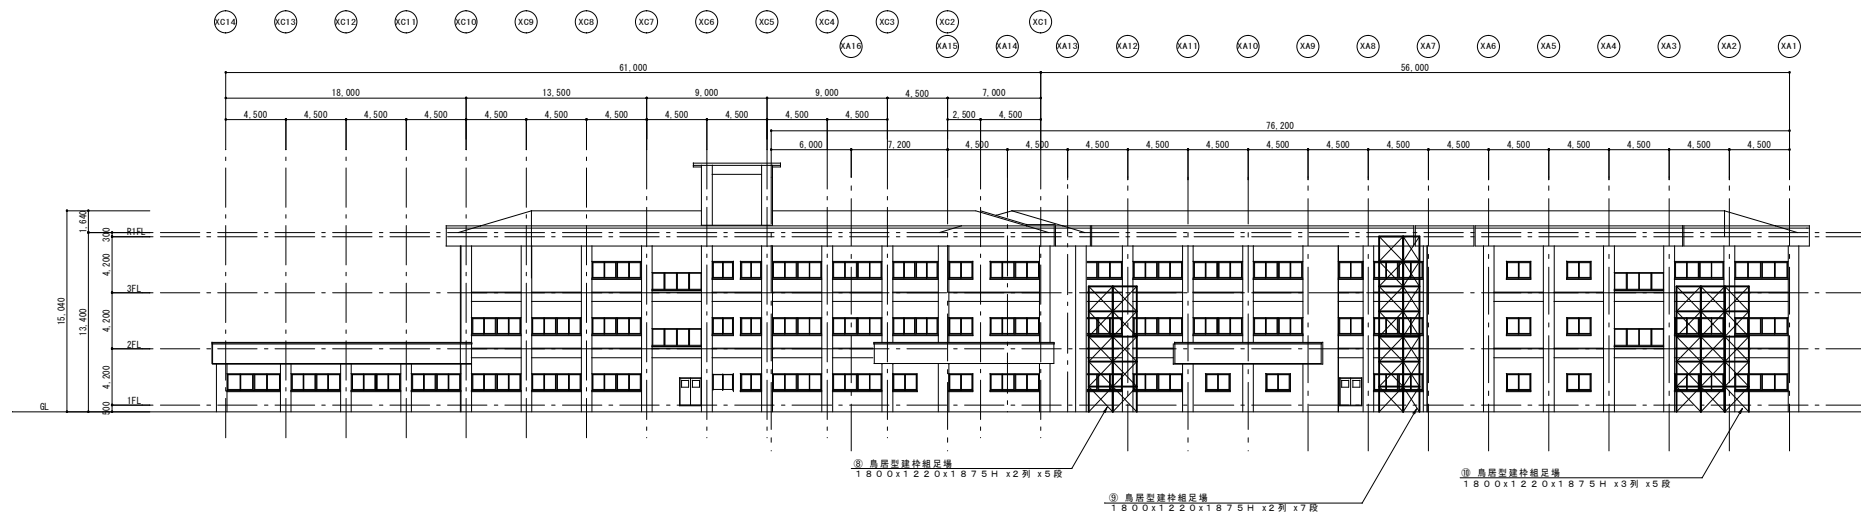 XC14 XC13 XC12 XC11 XC10 XC9 XC8 XC7 XC6 XC5 XC4 XC3 XC2 XC1
XA16 XA15 XA14 XA13 XA12 XA11 XA10 XA9 XA8 XA7 XA6 XA5 XA4 XA3 XA2 XA1
61,000 56,000
18,000 13,500 9,000 9,000 4,500 7,000
4,500 4,500 4,500 4,500 4,500 4,500 4,500 4,500 4,500 4,500 4,500 2,500 4,500
76,200
6,000 7,200 4,500 4,500 4,500 4,500 4,500 4,500 4,500 4,500 4,500 4,500 4,500 4,500 4,500 4,500
15,040
1,640
13,400
300
4,200
4,200
4,200
500
R1FL
3FL
2FL
1FL
GL
⑧ 鳥居型建枠組足場
1800x1220x1875H x2列 x5段
⑨ 鳥居型建枠組足場
1800x1220x1875H x2列 x7段
⑩ 鳥居型建枠組足場
1800x1220x1875H x3列 x5段